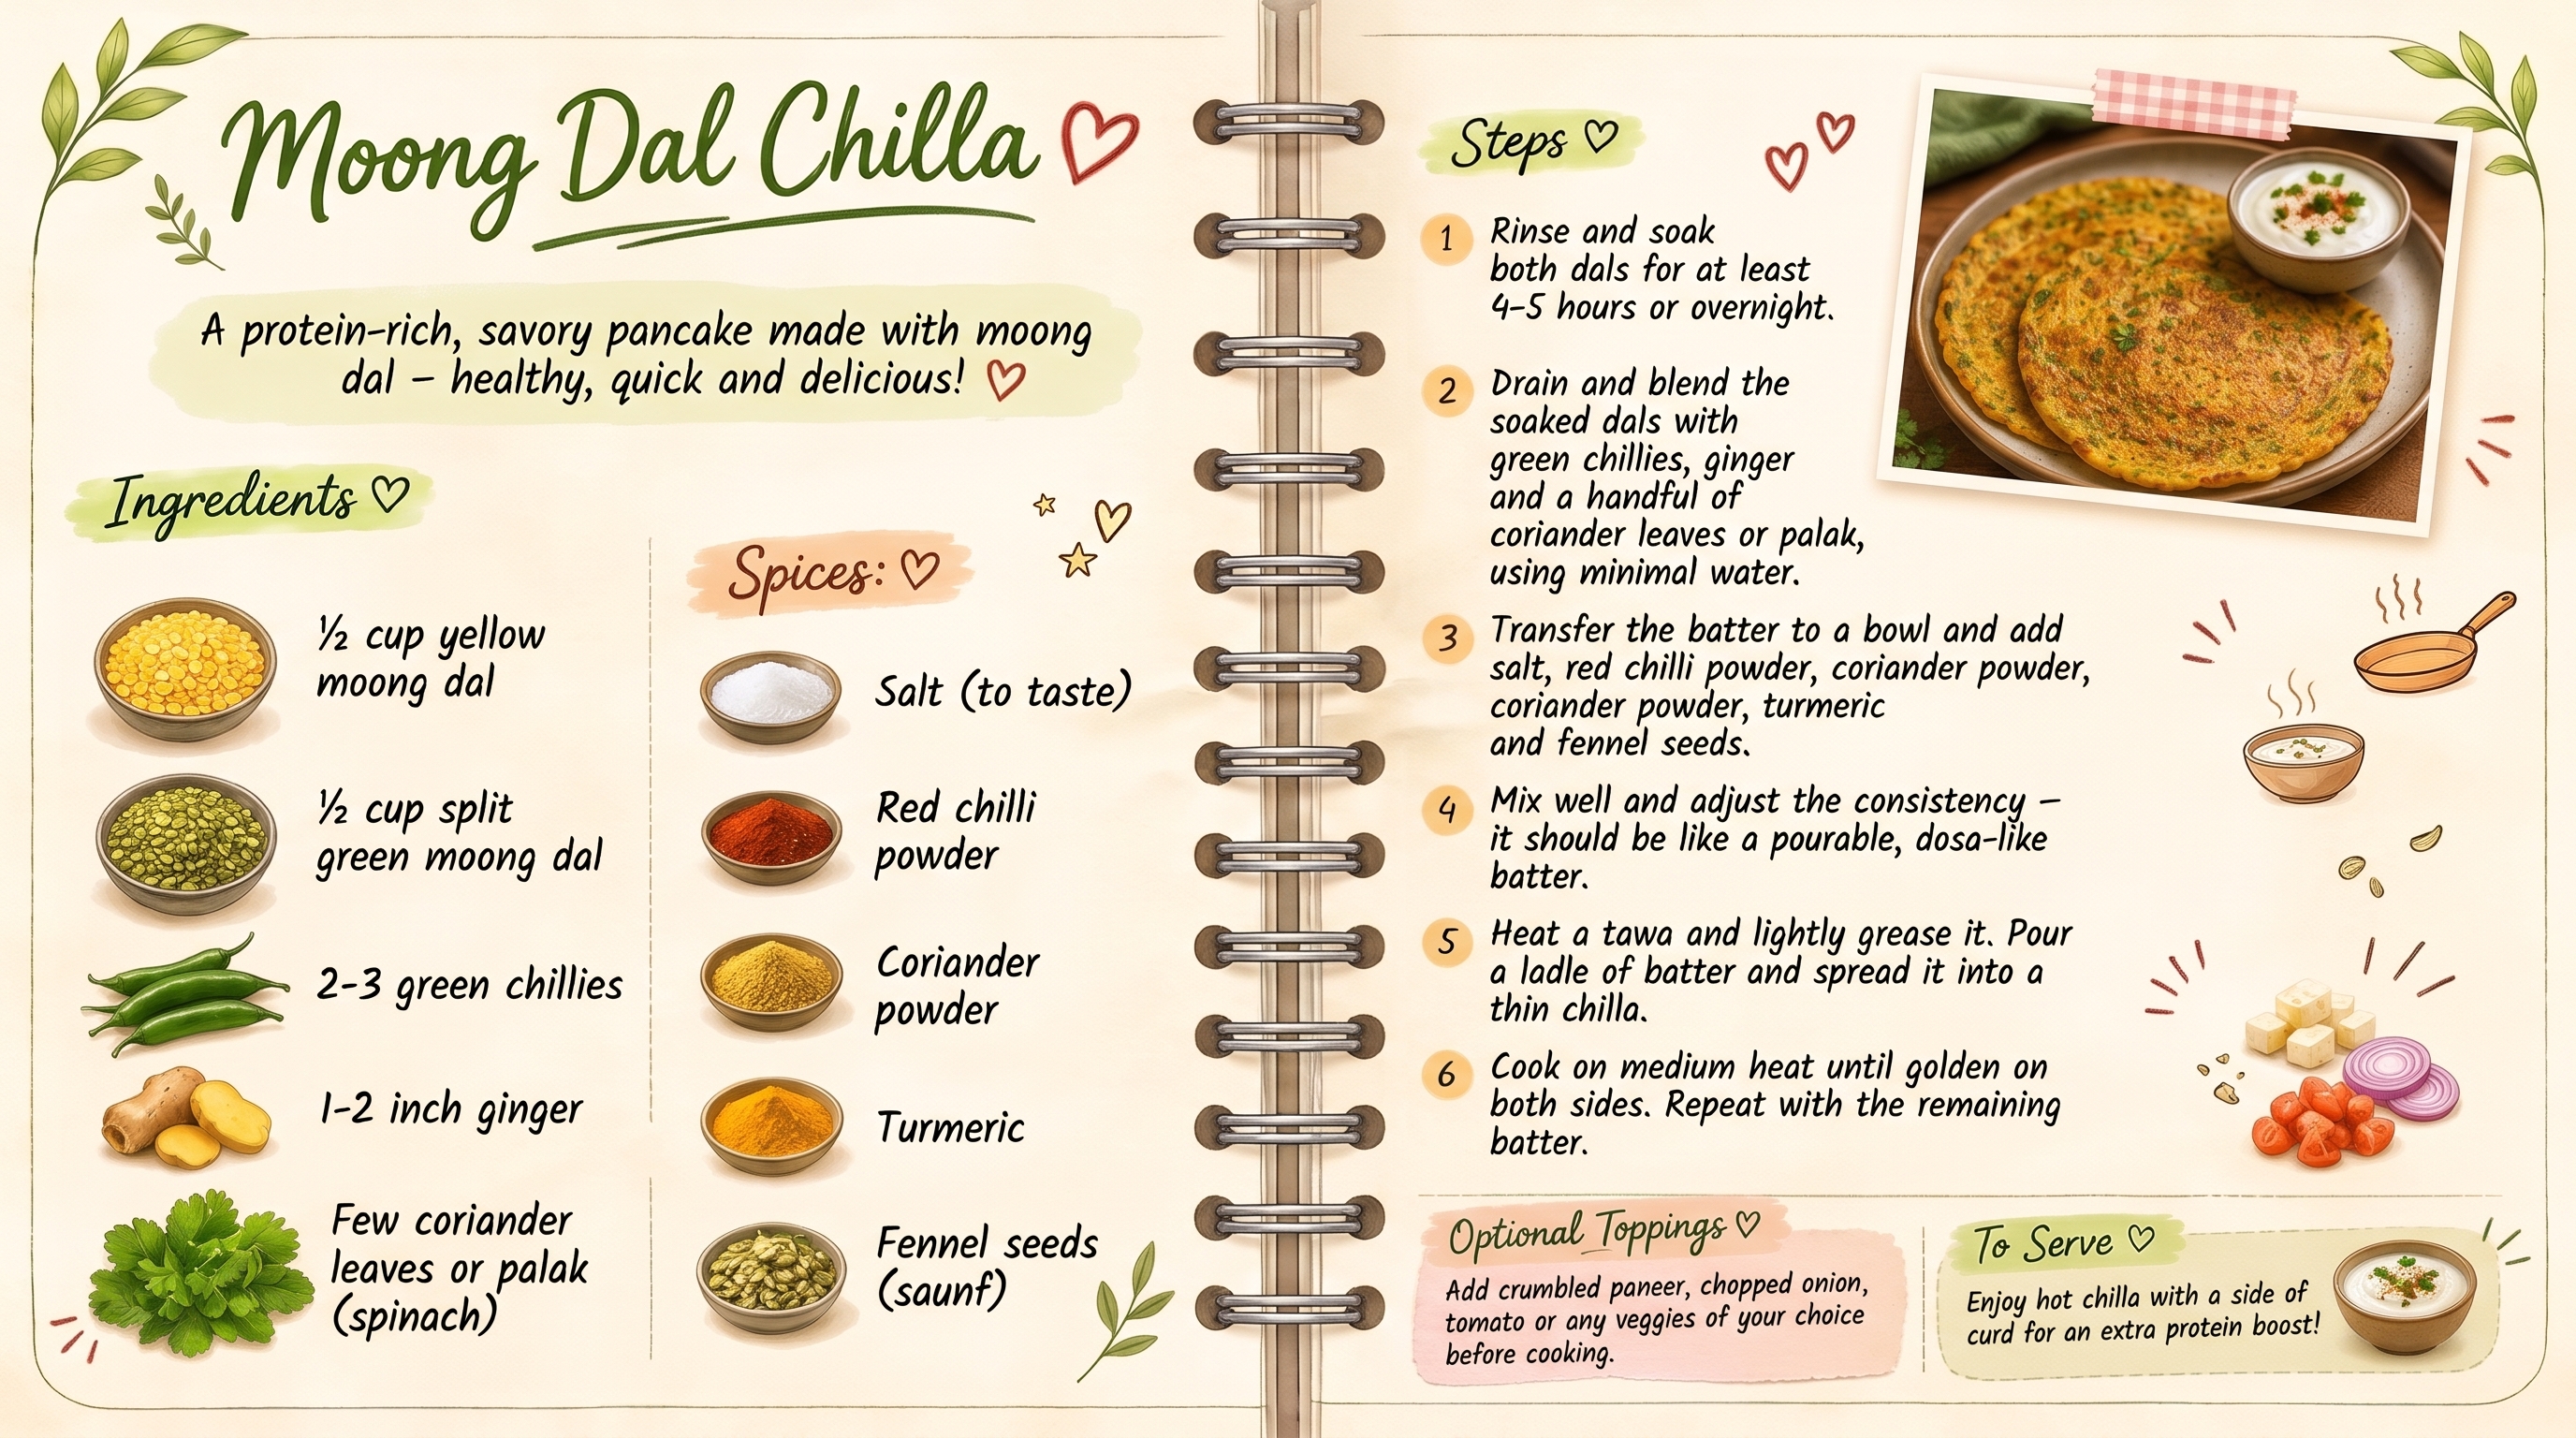 Moong Dal Chilla
A protein-rich, savory pancake made with moong
dal – healthy, quick and delicious!
Ingredients
½ cup yellow
moong dal
½ cup split
green moong dal
2-3 green chillies
1-2 inch ginger
Few coriander
leaves or palak
(spinach)
Spices:
Salt (to taste)
Red chilli
powder
Coriander
powder
Turmeric
Fennel seeds
(saunf)
Steps
1 Rinse and soak
both dals for at least
4-5 hours or overnight.
2 Drain and blend the
soaked dals with
green chillies, ginger
and a handful of
coriander leaves or palak,
using minimal water.
3 Transfer the batter to a bowl and add
salt, red chilli powder, coriander powder,
coriander powder, turmeric
and fennel seeds.
4 Mix well and adjust the consistency –
it should be like a pourable, dosa-like
batter.
5 Heat a tawa and lightly grease it. Pour
a ladle of batter and spread it into a
thin chilla.
6 Cook on medium heat until golden on
both sides. Repeat with the remaining
batter.
Optional Toppings
Add crumbled paneer, chopped onion,
tomato or any veggies of your choice
before cooking.
To Serve
Enjoy hot chilla with a side of
curd for an extra protein boost!